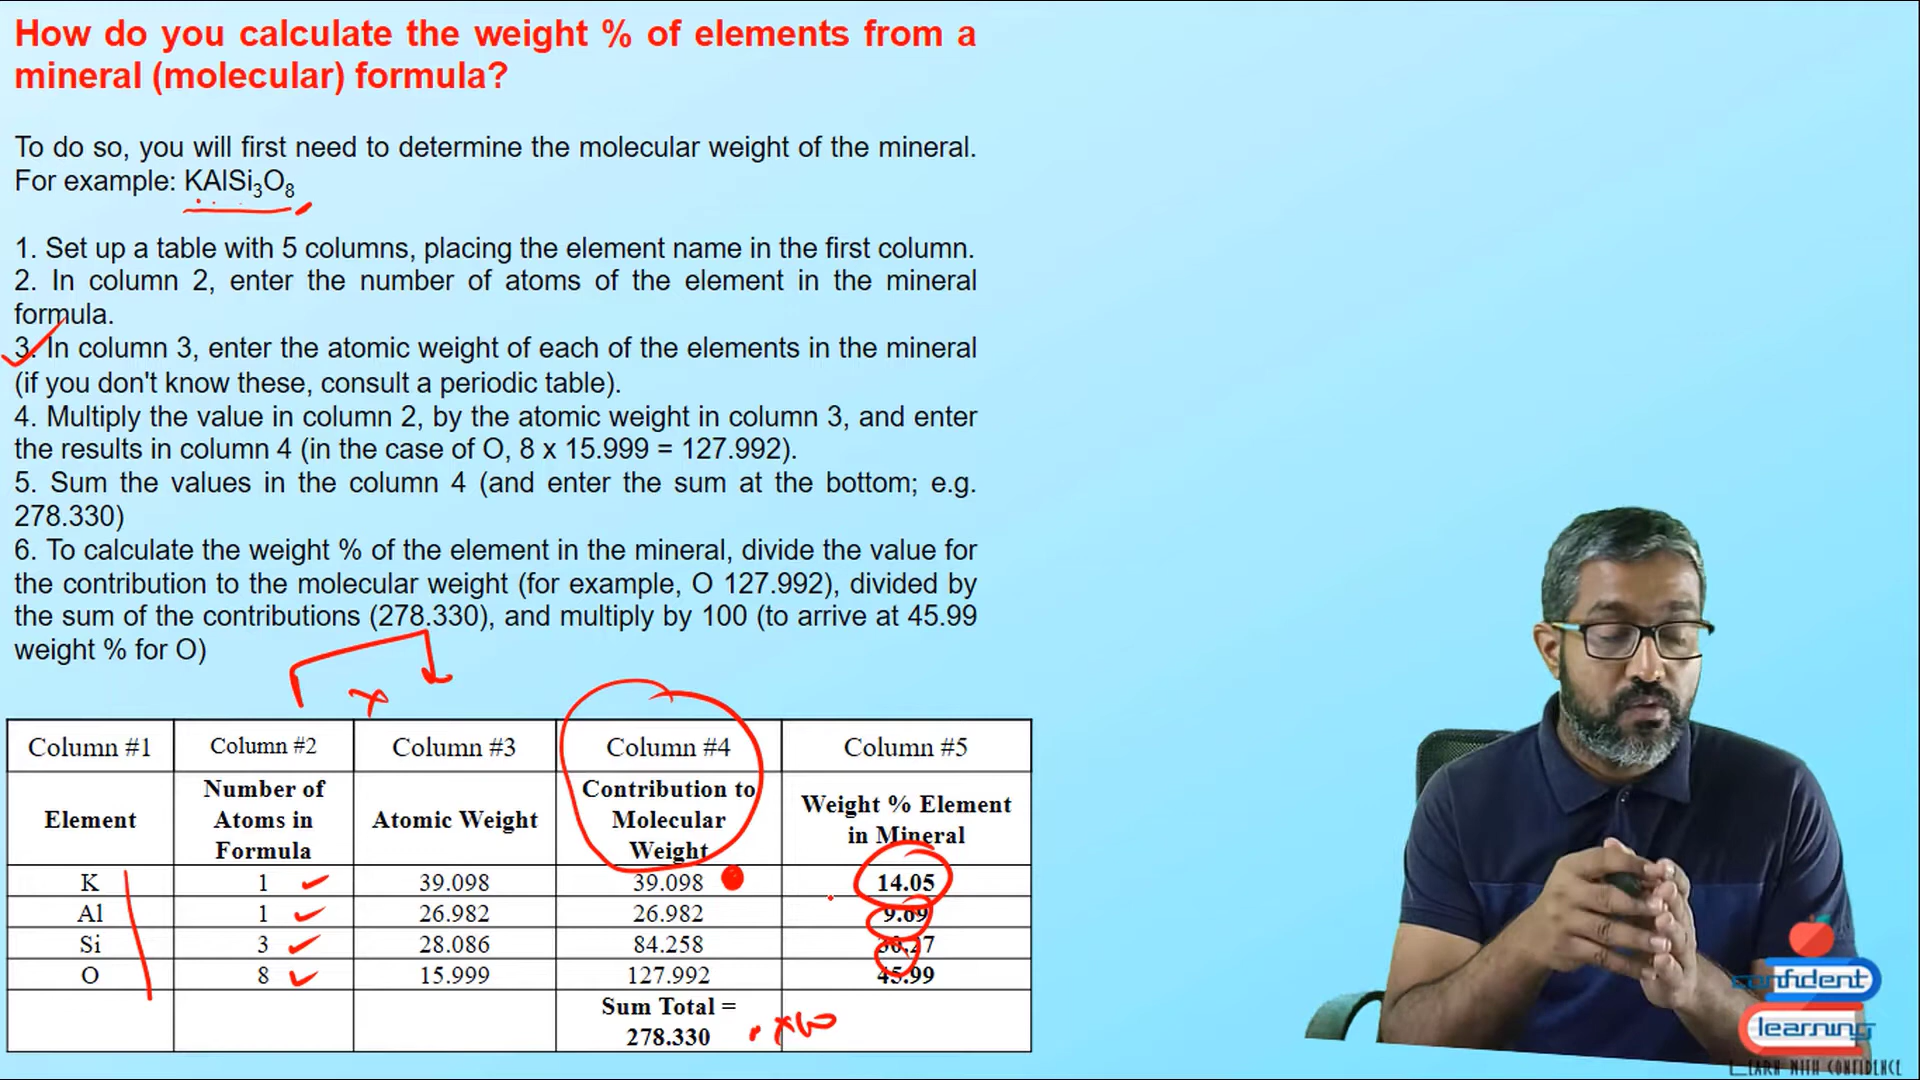 How do you calculate the weight % of elements from a
mineral (molecular) formula?
To do so, you will first need to determine the molecular weight of the mineral.
For example: KAlSi₃O₈
1. Set up a table with 5 columns, placing the element name in the first column.
2. In column 2, enter the number of atoms of the element in the mineral
formula.
3. In column 3, enter the atomic weight of each of the elements in the mineral
(if you don't know these, consult a periodic table).
4. Multiply the value in column 2, by the atomic weight in column 3, and enter
the results in column 4 (in the case of O, 8 x 15.999 = 127.992).
5. Sum the values in the column 4 (and enter the sum at the bottom; e.g.
278.330)
6. To calculate the weight % of the element in the mineral, divide the value for
the contribution to the molecular weight (for example, O 127.992), divided by
the sum of the contributions (278.330), and multiply by 100 (to arrive at 45.99
weight % for O)
x
Column #1 Column #2 Column #3 Column #4 Column #5
Element Number of Atoms in Formula Atomic Weight Contribution to Molecular Weight Weight % Element in Mineral
K 1 39.098 39.098 14.05
Al 1 26.982 26.982 9.69
Si 3 28.086 84.258 30.27
O 8 15.999 127.992 45.99
Sum Total =
278.330
confident
learning
LEARN WITH CONFIDENCE